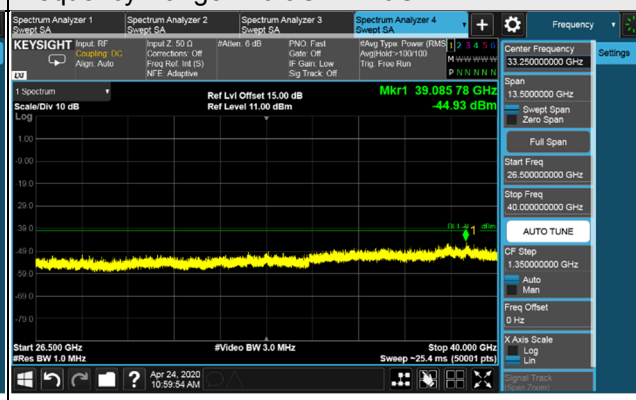 Spectrum Analyzer 1
Swept SA
Spectrum Analyzer 2
Swept SA
Spectrum Analyzer 3
Swept SA
Spectrum Analyzer 4
Swept SA
Frequency
KEYSIGHT
Input: RF
Coupling: DC
Align: Auto
Input Z: 50 Ω
Corrections: Off
Freq Ref: Int (S)
NFE: Adaptive
#Atten: 6 dB
PNO: Fast
Gate: Off
IF Gain: Low
Sig Track: Off
#Avg Type: Power (RMS
Avg|Hold:>100/100
Trig: Free Run
1 2 3 4 5 6
M W W W W W
P N N N N N
LXI
1 Spectrum
Scale/Div 10 dB
Log
Ref Lvl Offset 15.00 dB
Ref Level 11.00 dBm
Mkr1 39.085 78 GHz
-44.93 dBm
1.00
-9.00
-19.0
-29.0
-39.0
-49.0
-59.0
-69.0
-79.0
1
Start 26.500 GHz
#Res BW 1.0 MHz
#Video BW 3.0 MHz
Stop 40.000 GHz
Sweep ~25.4 ms (50001 pts)
Apr 24, 2020
10:59:54 AM
Center Frequency
33.250000000 GHz
Settings
Span
13.5000000 GHz
Swept Span
Zero Span
Full Span
Start Freq
26.500000000 GHz
Stop Freq
40.000000000 GHz
AUTO TUNE
CF Step
1.350000000 GHz
Auto
Man
Freq Offset
0 Hz
X Axis Scale
Log
Lin
Signal Track
(Span Zoom)